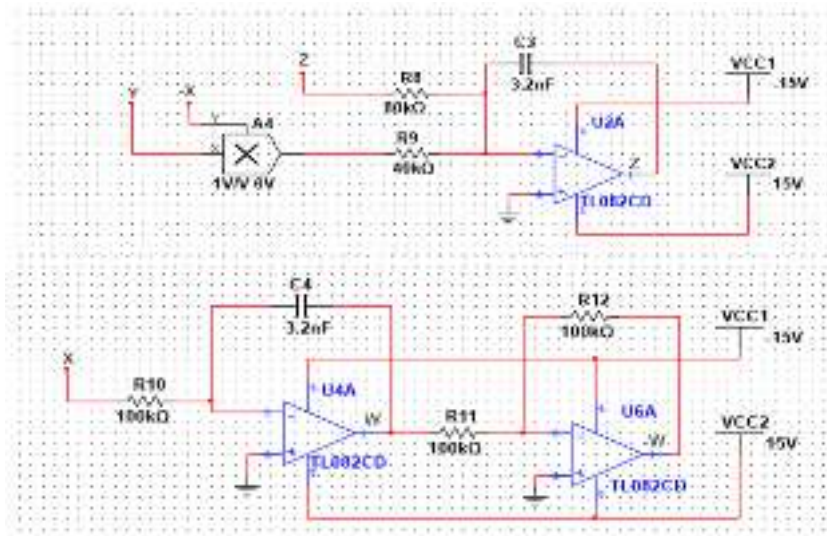 C3
Z
VCC1
R8
3.2nF
-15V
80kΩ
Y
-X
Y
A4
U2A
R9
VCC2
X
Z
40kΩ
15V
1V/V 0V
TL082CD
C4
R12
VCC1
3.2nF
100kΩ
-15V
X
R10
U4A
R11
U6A
100kΩ
W
VCC2
-W
100kΩ
15V
TL082CD
TL082CD